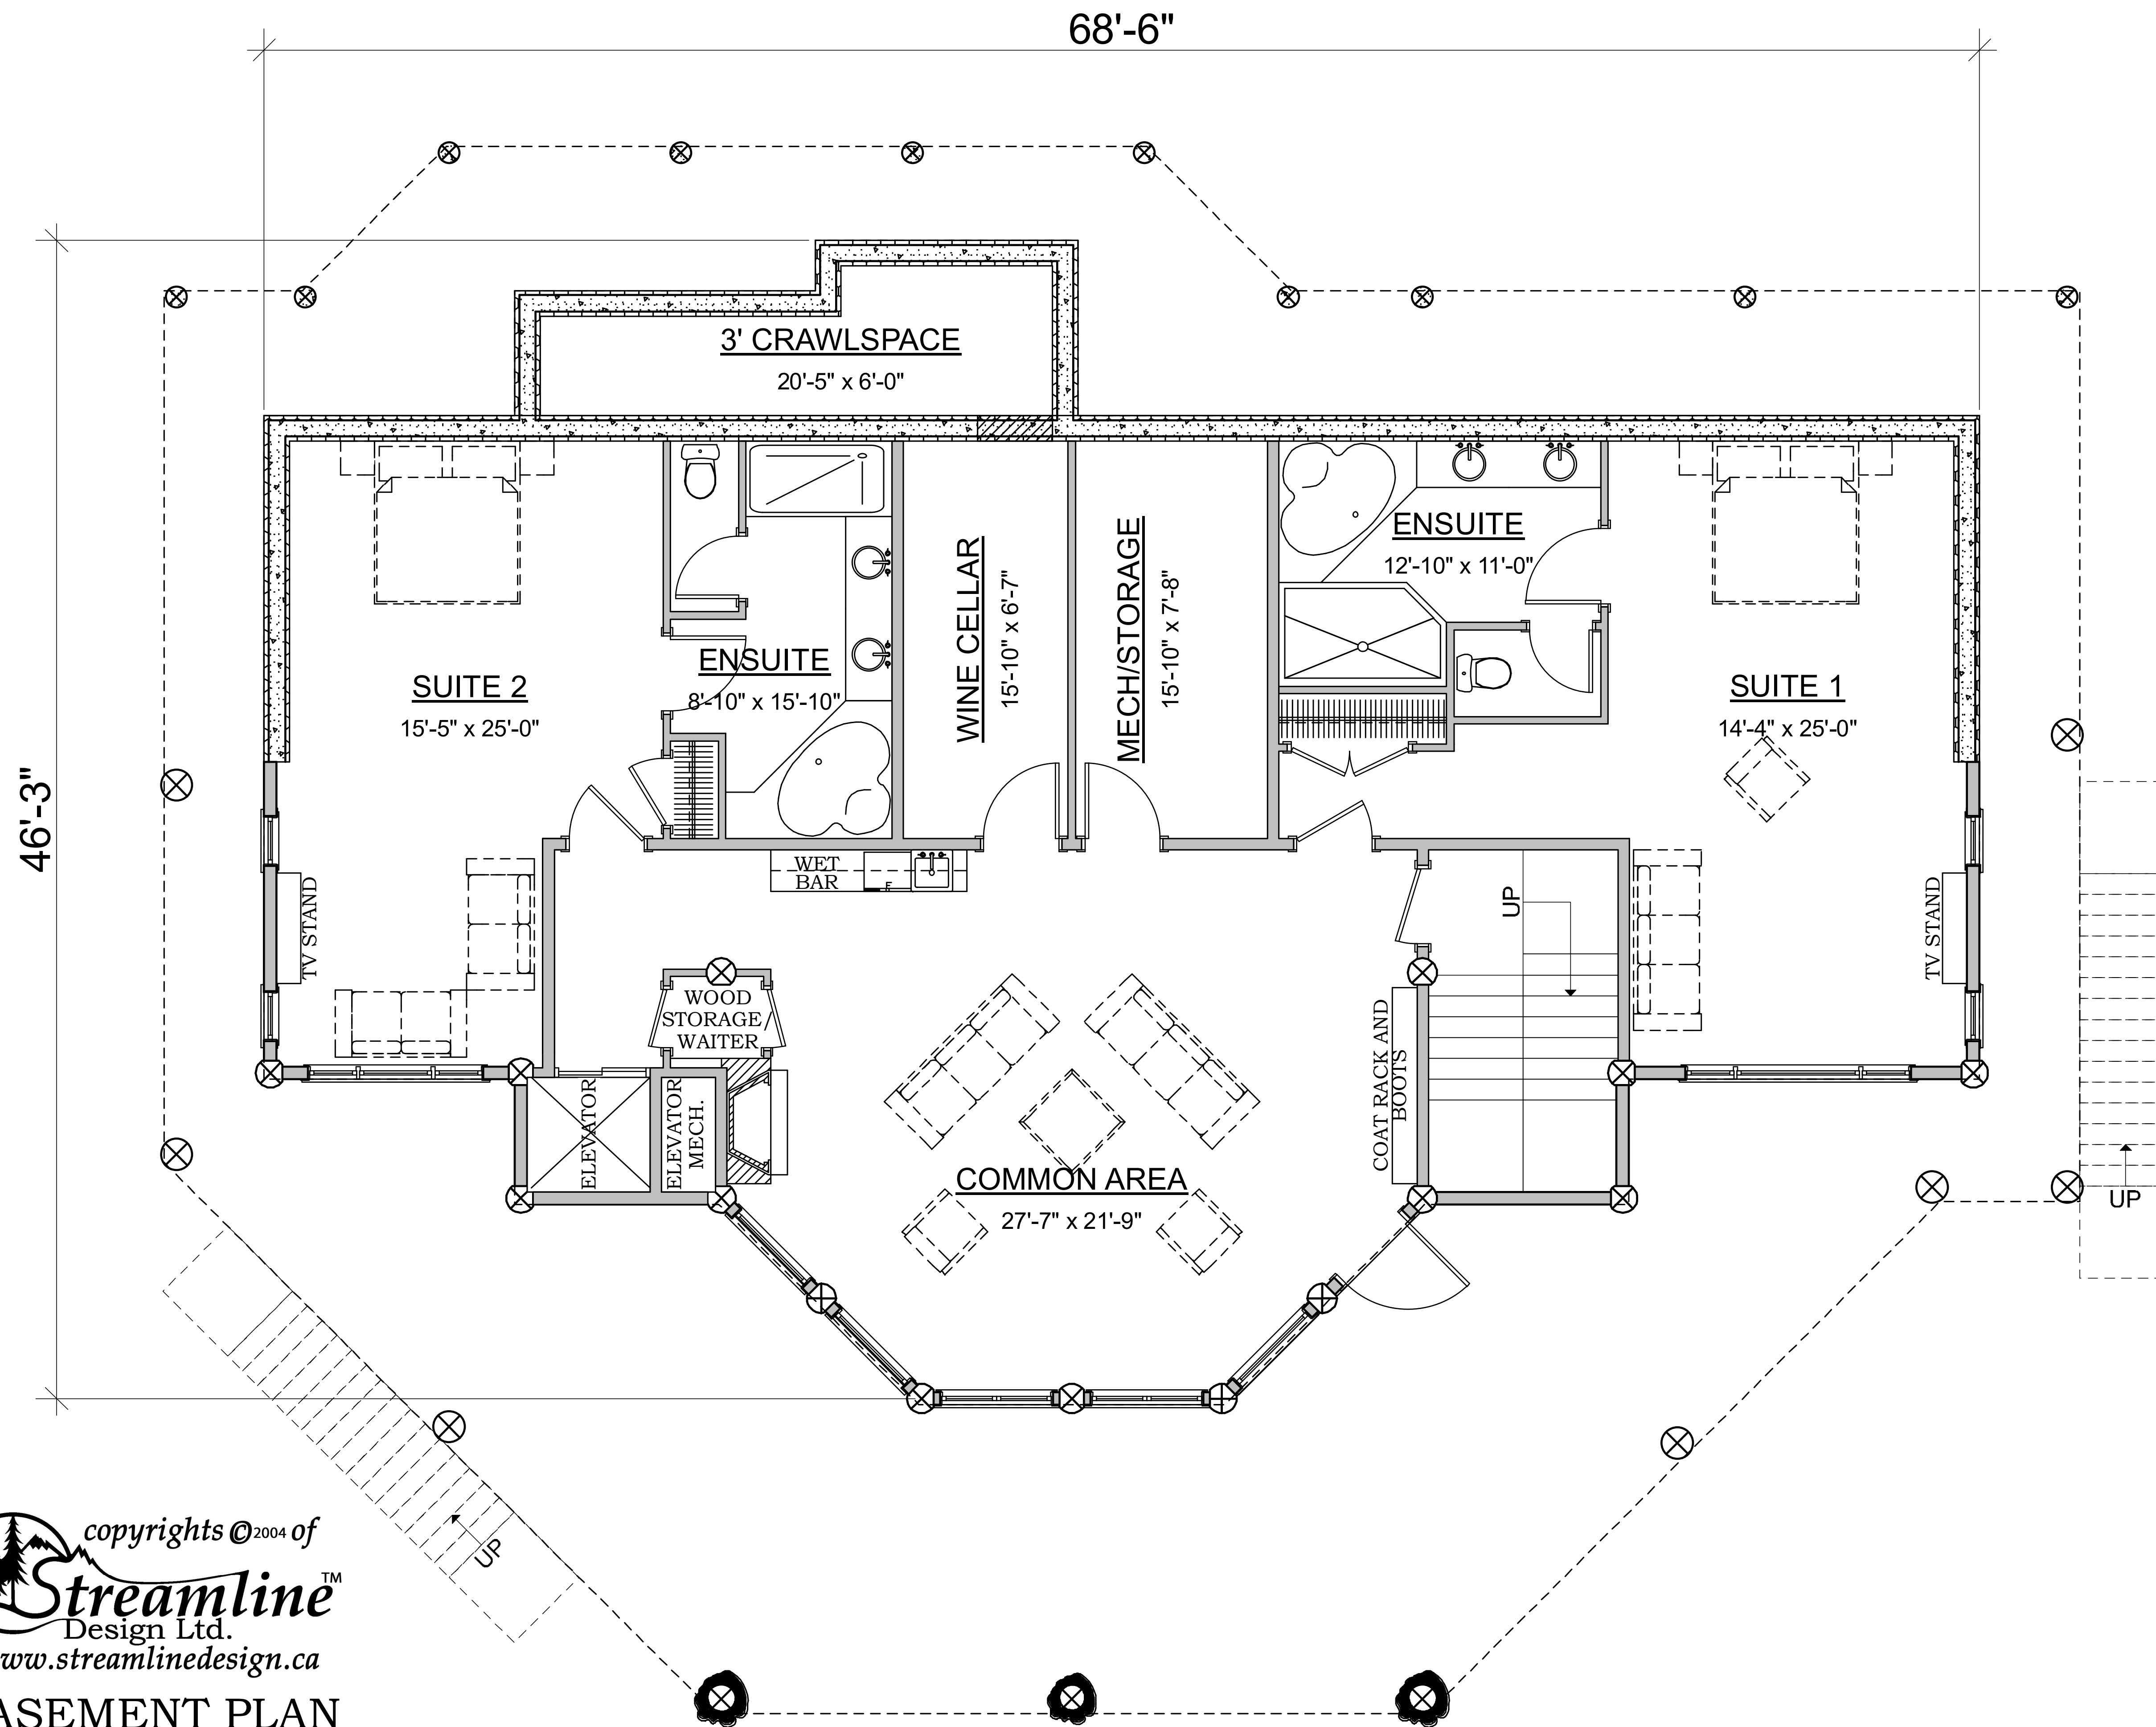 68'-6"
46'-3"
3' CRAWLSPACE
20'-5" x 6'-0"
ENSUITE
12'-10" x 11'-0"
WINE CELLAR
15'-10" x 6'-7"
MECH/STORAGE
15'-10" x 7'-8"
ENSUITE
8'-10" x 15'-10"
SUITE 2
15'-5" x 25'-0"
SUITE 1
14'-4" x 25'-0"
WET
BAR
F
UP
TV STAND
TV STAND
WOOD
STORAGE/
WAITER
COAT RACK AND
BOOTS
ELEVATOR
ELEVATOR
MECH.
COMMON AREA
27'-7" x 21'-9"
UP
UP
copyrights ©2004 of
Streamline™
Design Ltd.
ww.streamlinedesign.ca
ASEMENT PLAN